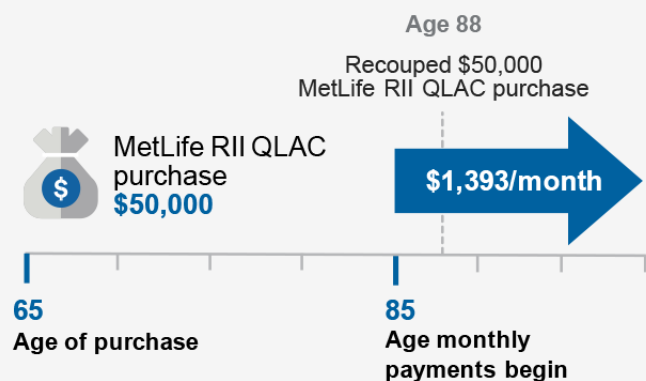 Age 88
Recouped $50,000
MetLife RII QLAC purchase
MetLife RII QLAC
purchase
$50,000
$
$1,393/month
65
Age of purchase
85
Age monthly
payments begin